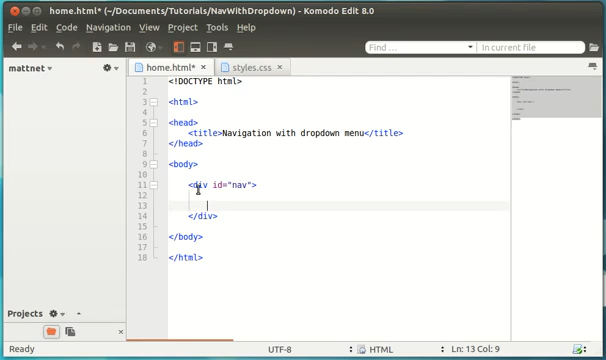 home.html* (~/Documents/Tutorials/NavWithDropdown) - Komodo Edit 8.0
File Edit Code Navigation View Project Tools Help
Find ... In current file
mattnet home.html* × styles.css ×
1 <!DOCTYPE html>
2
3 <html>
4
5 <head>
6 <title>Navigation with dropdown menu</title>
7 </head>
8
9 <body>
10
11 <div id="nav">
12
13
14 </div>
15
16 </body>
17
18 </html>
Projects
Ready UTF-8 HTML Ln: 13 Col: 9